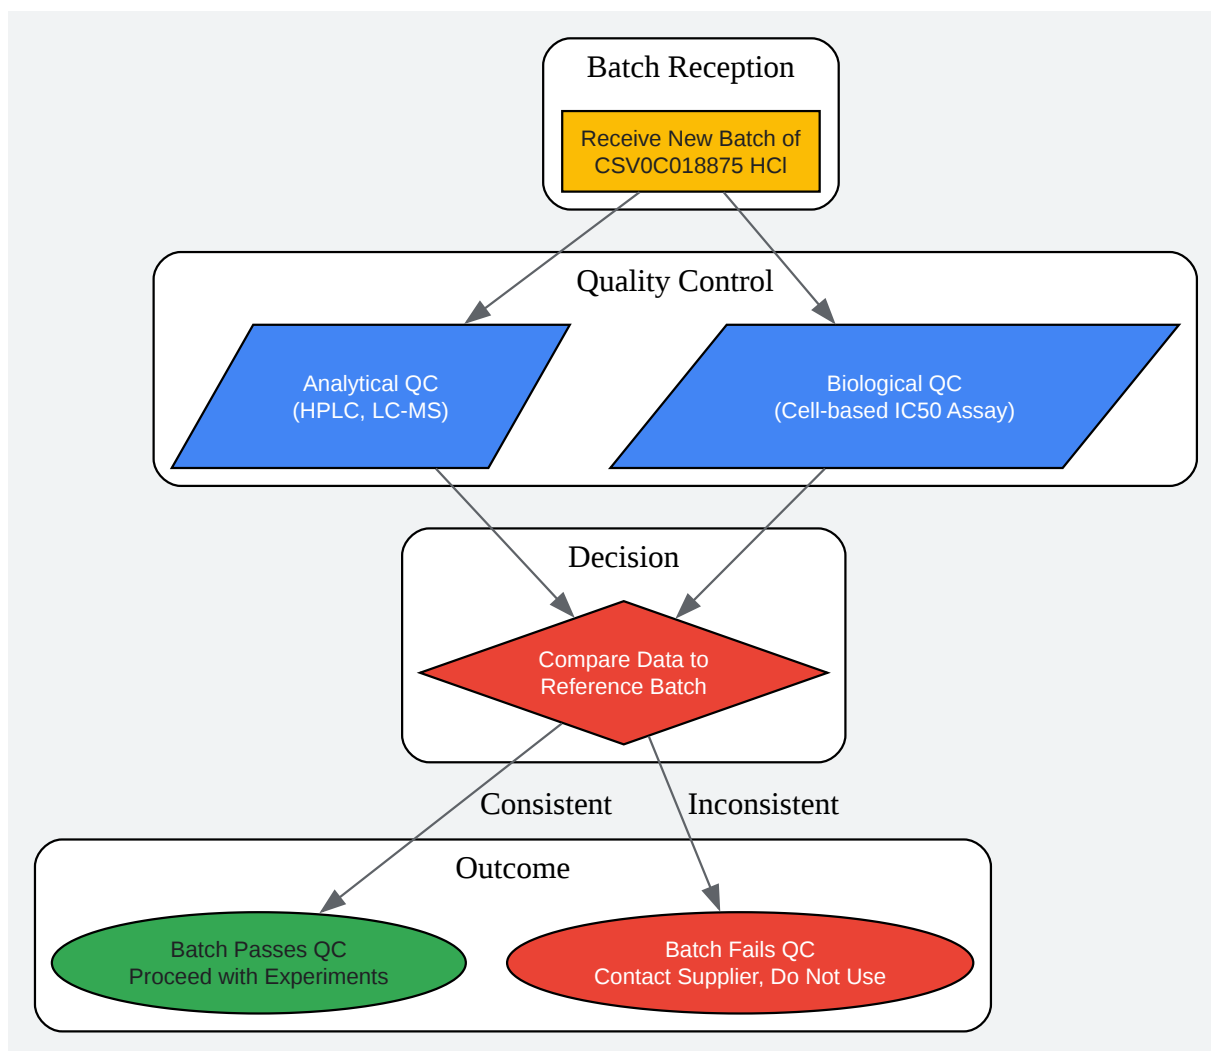 Batch Reception
Receive New Batch of
CSV0C018875 HCl
Quality Control
Analytical QC
(HPLC, LC-MS)
Biological QC
(Cell-based IC50 Assay)
Decision
Compare Data to
Reference Batch
Consistent
Inconsistent
Outcome
Batch Passes QC
Proceed with Experiments
Batch Fails QC
Contact Supplier, Do Not Use